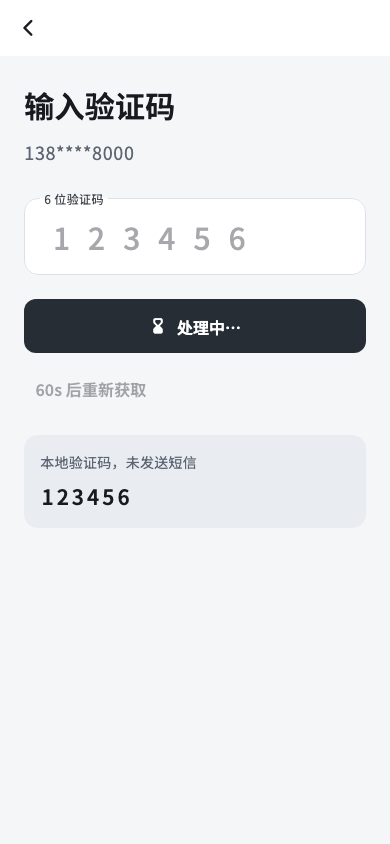 输入验证码
138****8000
6 位验证码
1 2 3 4 5 6
处理中…
60s 后重新获取
本地验证码，未发送短信
123456